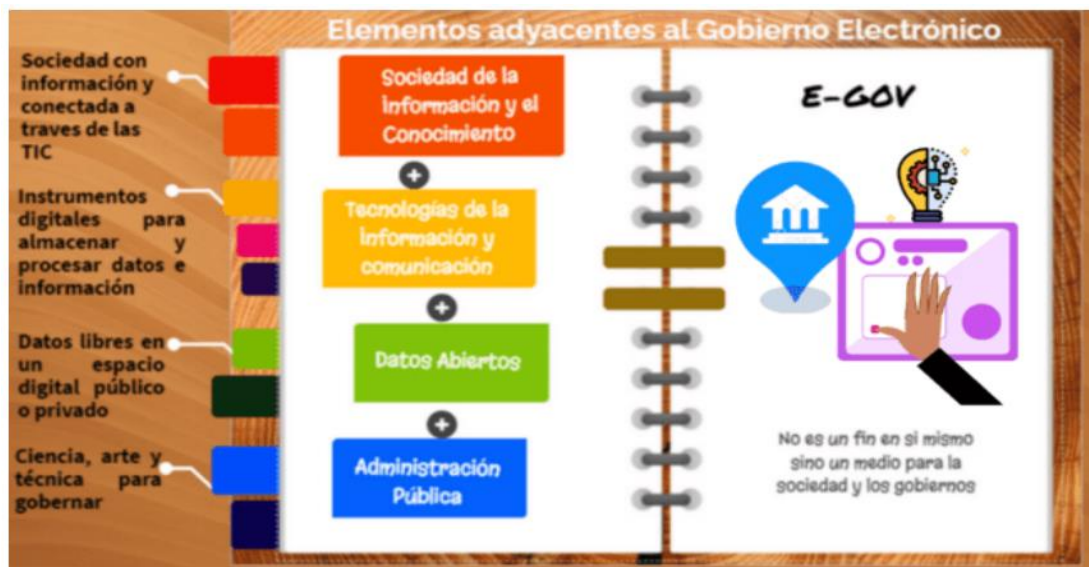 Elementos adyacentes al Gobierno Electrónico
Sociedad con
información y
conectada a
traves de las
TIC
Instrumentos
digitales para
almacenar y
procesar datos e
información
Datos libres en
un espacio
digital público
o privado
Ciencia, arte y
técnica para
gobernar
Sociedad de la
Información y el
Conocimiento
+
Tecnologías de la
Información y
comunicación
+
Datos Abiertos
+
Administración
Pública
E-GOV
No es un fin en si mismo
sino un medio para la
sociedad y los gobiernos